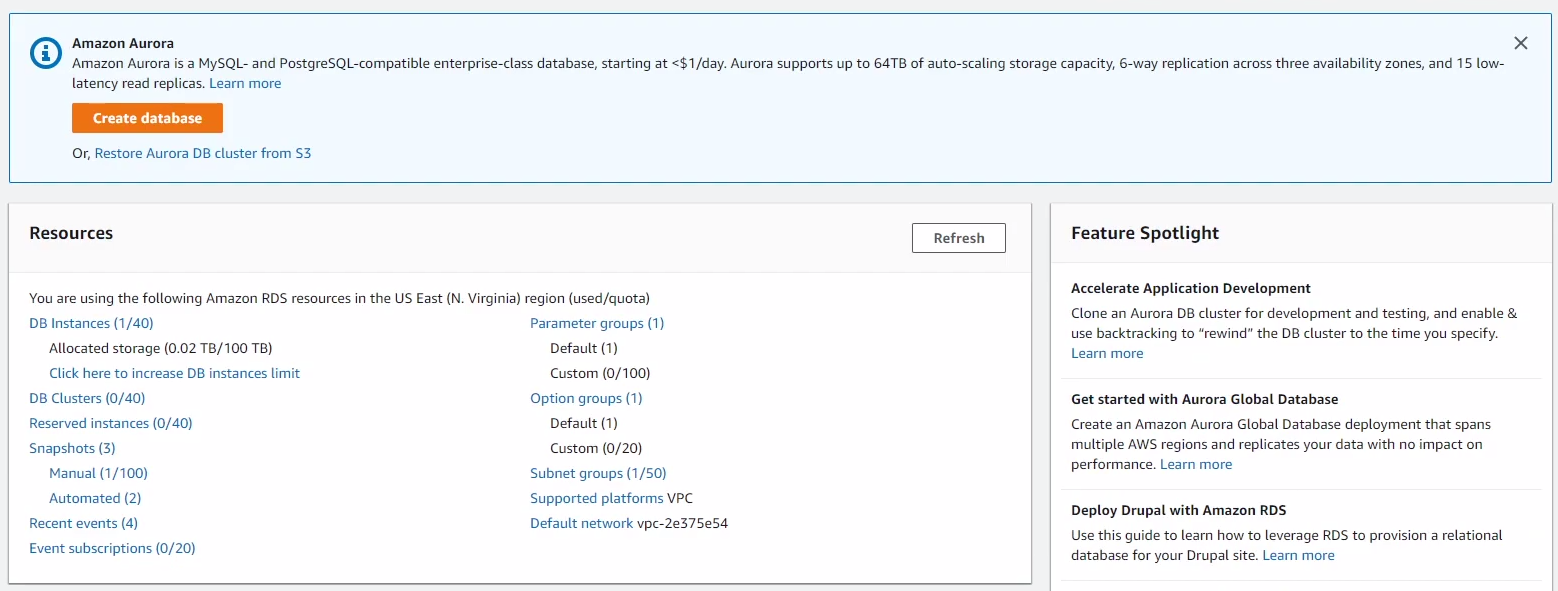 Amazon Aurora
Amazon Aurora is a MySQL- and PostgreSQL-compatible enterprise-class database, starting at <$1/day. Aurora supports up to 64TB of auto-scaling storage capacity, 6-way replication across three availability zones, and 15 low-
latency read replicas. Learn more
Create database
Or, Restore Aurora DB cluster from S3
Resources
Refresh
You are using the following Amazon RDS resources in the US East (N. Virginia) region (used/quota)
DB Instances (1/40)
Allocated storage (0.02 TB/100 TB)
Click here to increase DB instances limit
DB Clusters (0/40)
Reserved instances (0/40)
Snapshots (3)
Manual (1/100)
Automated (2)
Recent events (4)
Event subscriptions (0/20)
Parameter groups (1)
Default (1)
Custom (0/100)
Option groups (1)
Default (1)
Custom (0/20)
Subnet groups (1/50)
Supported platforms VPC
Default network vpc-2e375e54
Feature Spotlight
Accelerate Application Development
Clone an Aurora DB cluster for development and testing, and enable &
use backtracking to “rewind” the DB cluster to the time you specify.
Learn more
Get started with Aurora Global Database
Create an Amazon Aurora Global Database deployment that spans
multiple AWS regions and replicates your data with no impact on
performance. Learn more
Deploy Drupal with Amazon RDS
Use this guide to learn how to leverage RDS to provision a relational
database for your Drupal site. Learn more